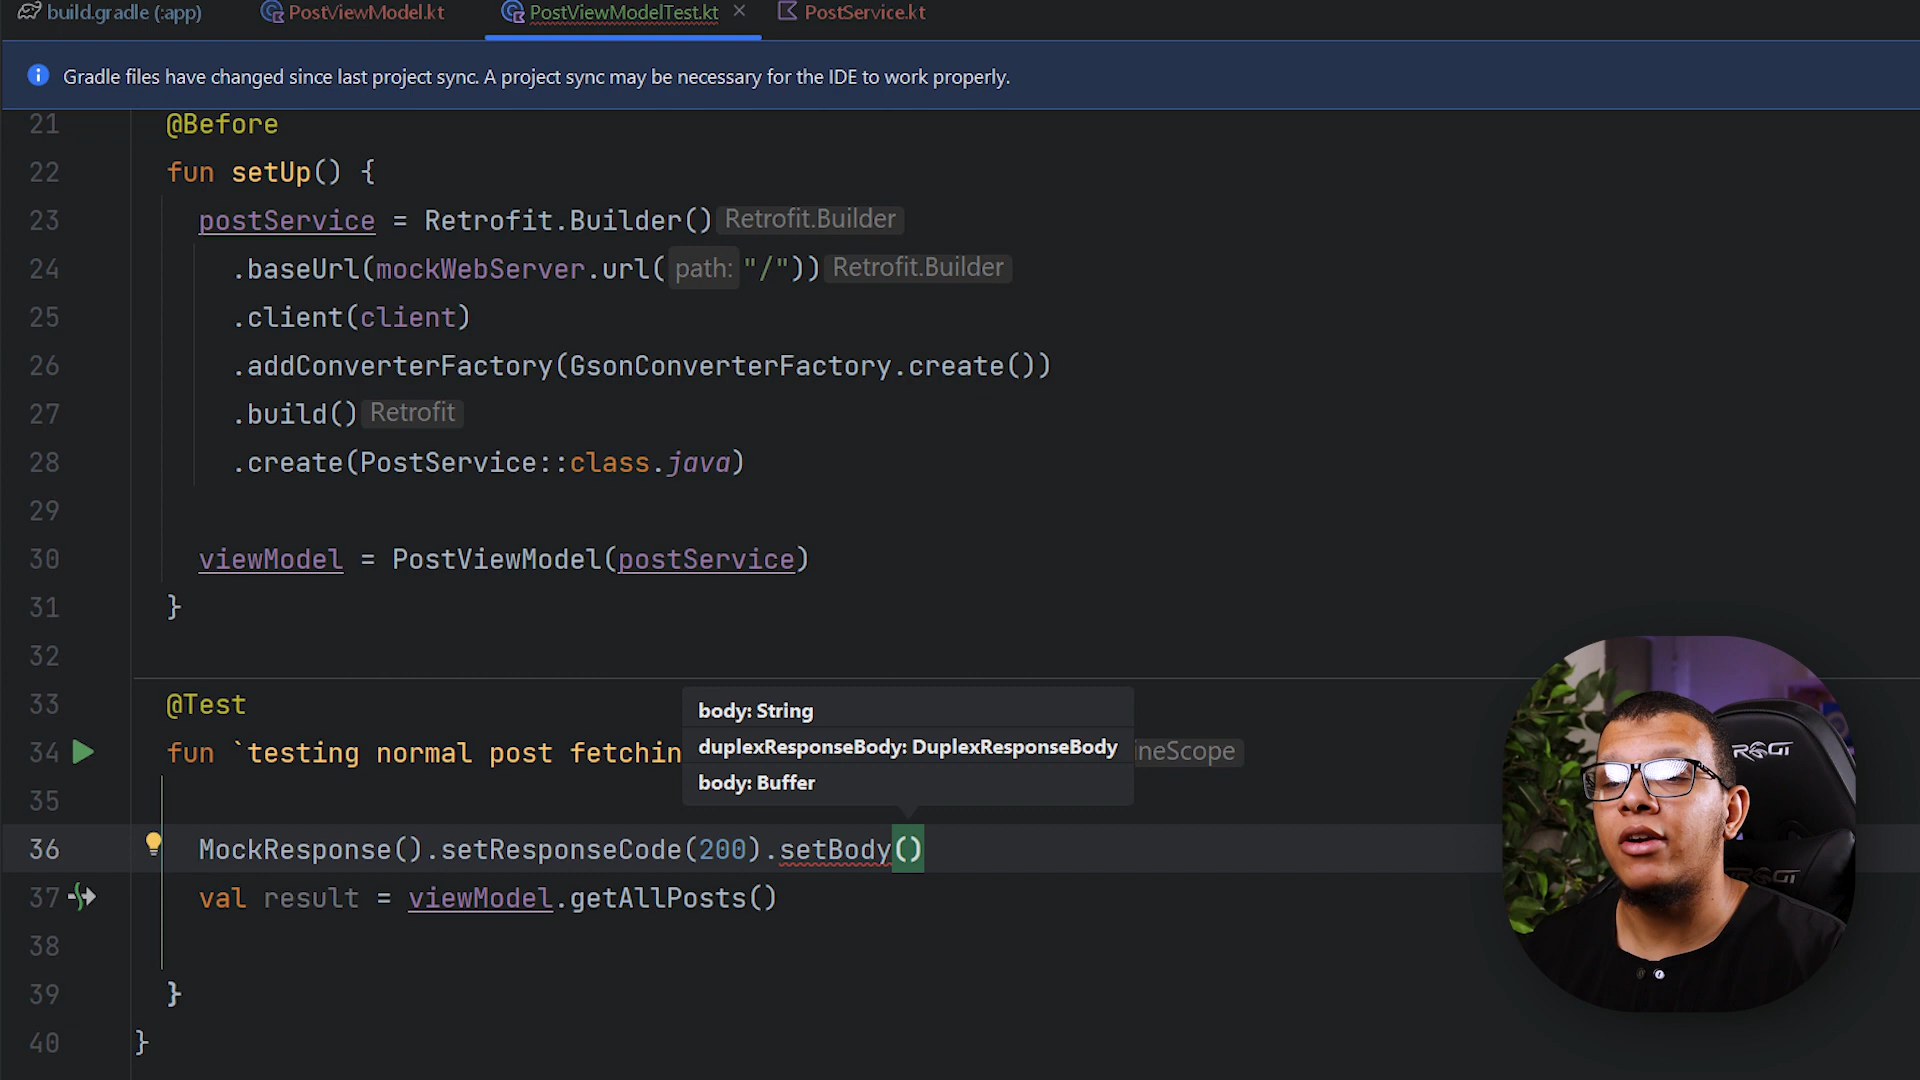 build.gradle (:app) PostViewModel.kt PostViewModelTest.kt PostService.kt
Gradle files have changed since last project sync. A project sync may be necessary for the IDE to work properly.
21 @Before
22 fun setUp() {
23 postService = Retrofit.Builder() Retrofit.Builder
24 .baseUrl(mockWebServer.url( path: "/")) Retrofit.Builder
25 .client(client)
26 .addConverterFactory(GsonConverterFactory.create())
27 .build() Retrofit
28 .create(PostService::class.java)
29
30 viewModel = PostViewModel(postService)
31 }
32
33 @Test
body: String
duplexResponseBody: DuplexResponseBody
body: Buffer
34 fun `testing normal post fetchin ineScope
35
36 MockResponse().setResponseCode(200).setBody()
37 val result = viewModel.getAllPosts()
38
39 }
40 }